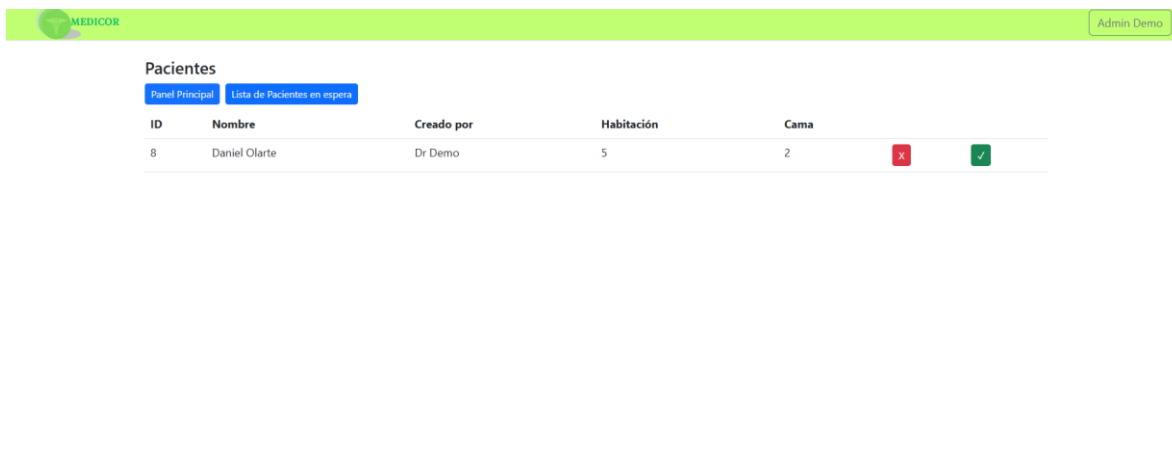 MEDICOR Admin Demo
Pacientes
Panel Principal Lista de Pacientes en espera
ID Nombre Creado por Habitación Cama
8 Daniel Olarte Dr Demo 5 2 X ✓